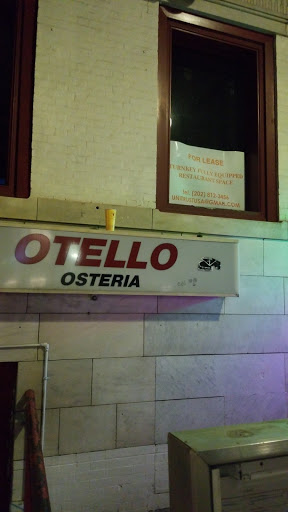 FOR LEASE
TURNKEY FULLY EQUIPPED
RESTAURANT SPACE
OTELLO
OSTERIA